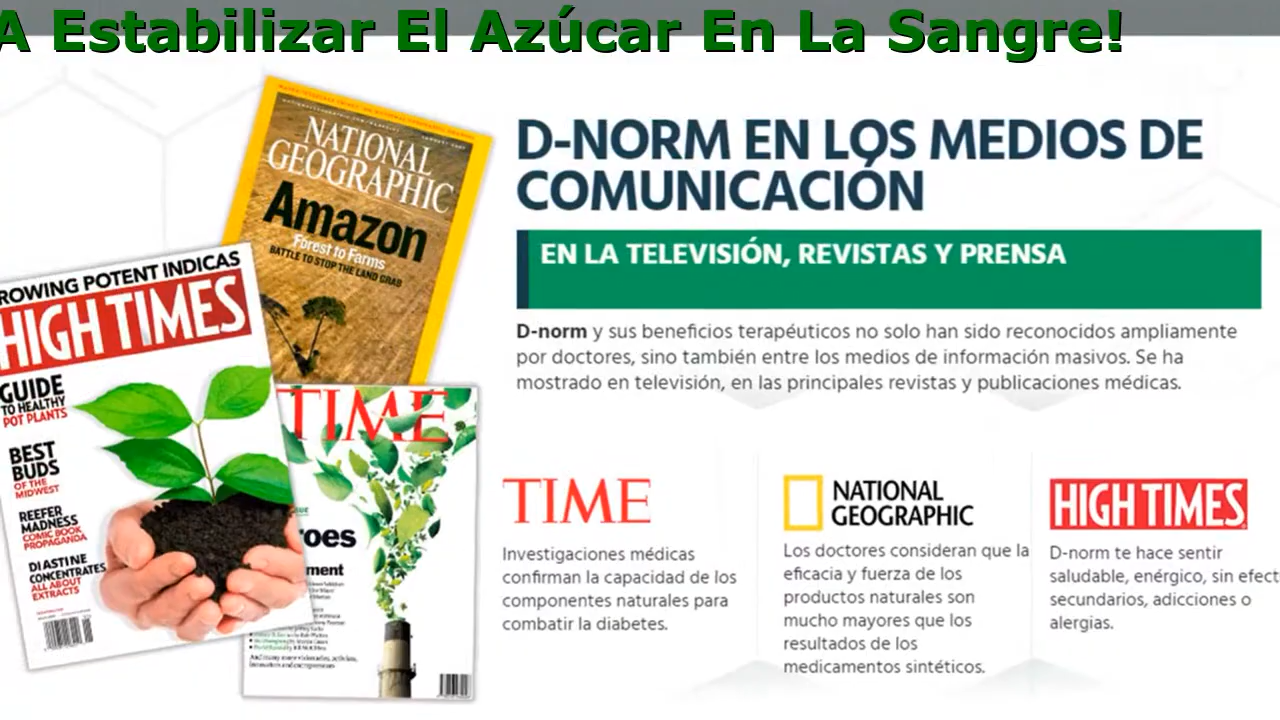 A Estabilizar El Azúcar En La Sangre!
NATIONAL
GEOGRAPHIC
Amazon
Forest to Farms
BATTLE TO STOP THE LAND GRAB
ROWING POTENT INDICAS
HIGH TIMES
GUIDE
TO HEALTHY
POT PLANTS
BEST
BUDS
OF THE
MIDWEST
REEFER
MADNESS
COMIC BOOK
PROPAGANDA
CONCENTRATES
ALL ABOUT
EXTRACTS
TIME
roes
ment
D-NORM EN LOS MEDIOS DE
COMUNICACIÓN
EN LA TELEVISIÓN, REVISTAS Y PRENSA
D-norm y sus beneficios terapéuticos no solo han sido reconocidos ampliamente
por doctores, sino también entre los medios de información masivos. Se ha
mostrado en televisión, en las principales revistas y publicaciones médicas.
TIME
Investigaciones médicas
confirman la capacidad de los
componentes naturales para
combatir la diabetes.
NATIONAL
GEOGRAPHIC
Los doctores consideran que la
eficacia y fuerza de los
productos naturales son
mucho mayores que los
resultados de los
medicamentos sintéticos.
HIGH TIMES
D-norm te hace sentir
saludable, enérgico, sin efect
secundarios, adicciones o
alergias.